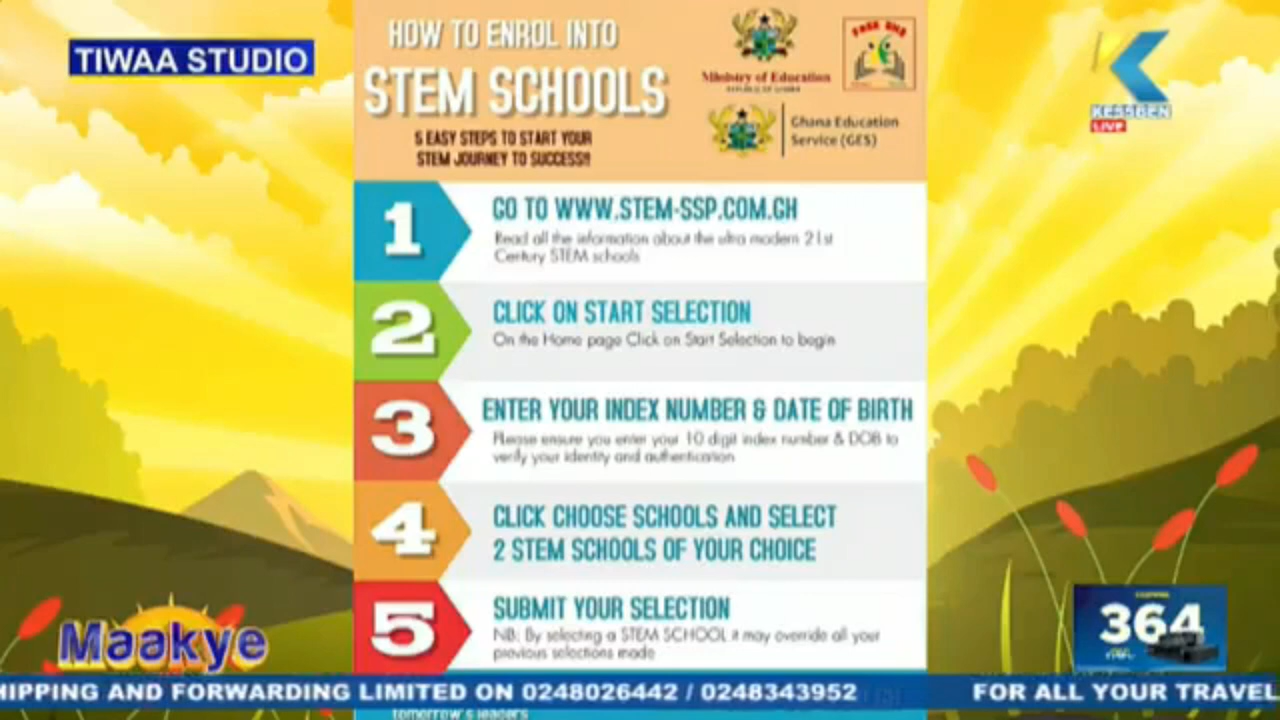 TIWAA STUDIO
HOW TO ENROL INTO
STEM SCHOOLS
5 EASY STEPS TO START YOUR
STEM JOURNEY TO SUCCESS!!
Ministry of Education
REPUBLIC OF GHANA
FREE SHS
Ghana Education
Service (GES)
KESSBEN
LIVE
1
GO TO WWW.STEM-SSP.COM.GH
Read all the information about the ultra modern 21st
Century STEM schools
2
CLICK ON START SELECTION
On the Home page Click on Start Selection to begin
3
ENTER YOUR INDEX NUMBER & DATE OF BIRTH
Please ensure you enter your 10 digit index number & DOB to
verify your identity and authentication
4
CLICK CHOOSE SCHOOLS AND SELECT
2 STEM SCHOOLS OF YOUR CHOICE
5
SUBMIT YOUR SELECTION
NB: By selecting a STEM SCHOOL it may override all your
previous selections made
Maakye
364
HIPPING AND FORWARDING LIMITED ON 0248026442 / 0248343952 FOR ALL YOUR TRAVEL
tomorrow's leaders